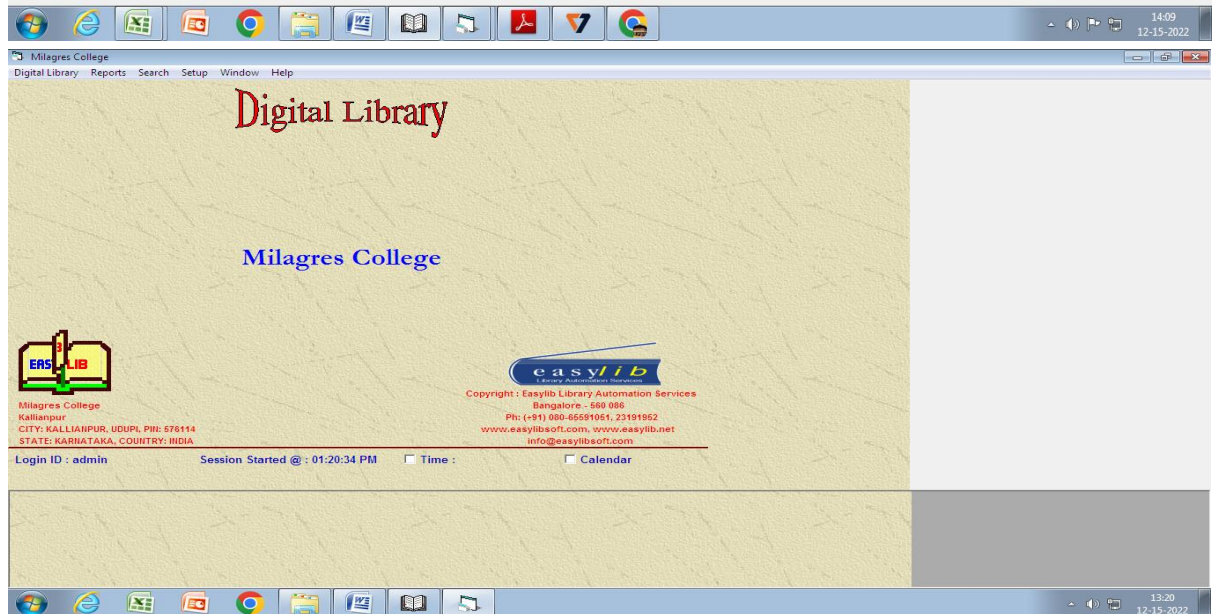 14:09
12-15-2022
Milagres College
Digital Library Reports Search Setup Window Help
Digital Library
Milagres College
EASY LIB
easylib
Library Automation Services
Milagres College
Kallianpur
CITY: KALLIANPUR, UDUPI, PIN: 576114
STATE: KARNATAKA, COUNTRY: INDIA
Copyright : Easylib Library Automation Services
Bangalore - 560 086
Ph: (+91) 080-65591051, 23191952
www.easylibsoft.com, www.easylib.net
info@easylibsoft.com
Login ID : admin Session Started @ : 01:20:34 PM Time : Calendar
13:20
12-15-2022